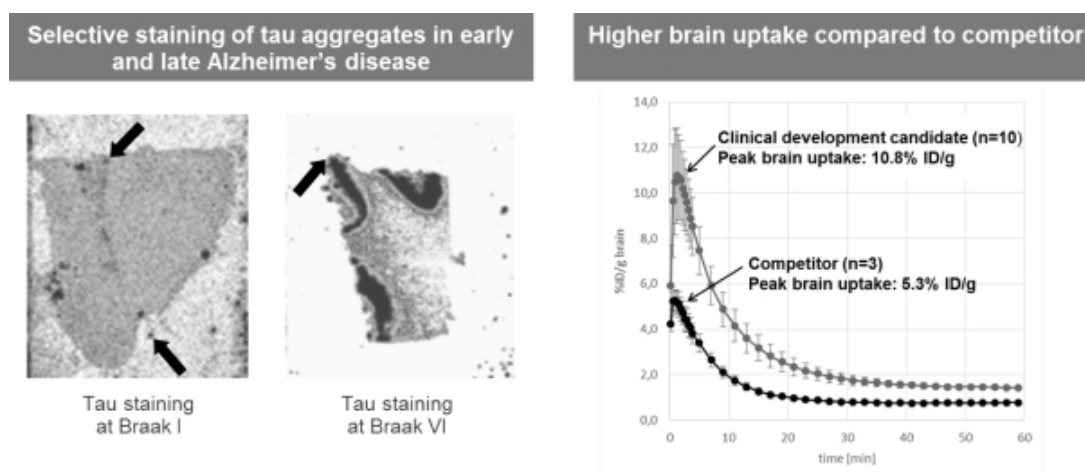 Selective staining of tau aggregates in early
and late Alzheimer's disease
Tau staining
at Braak I
Tau staining
at Braak VI
Higher brain uptake compared to competitor
14,0
12,0
10,0
8,0
6,0
4,0
2,0
0,0
%ID/g brain
Clinical development candidate (n=10)
Peak brain uptake: 10.8% ID/g
Competitor (n=3)
Peak brain uptake: 5.3% ID/g
0 10 20 30 40 50 60
time [min]